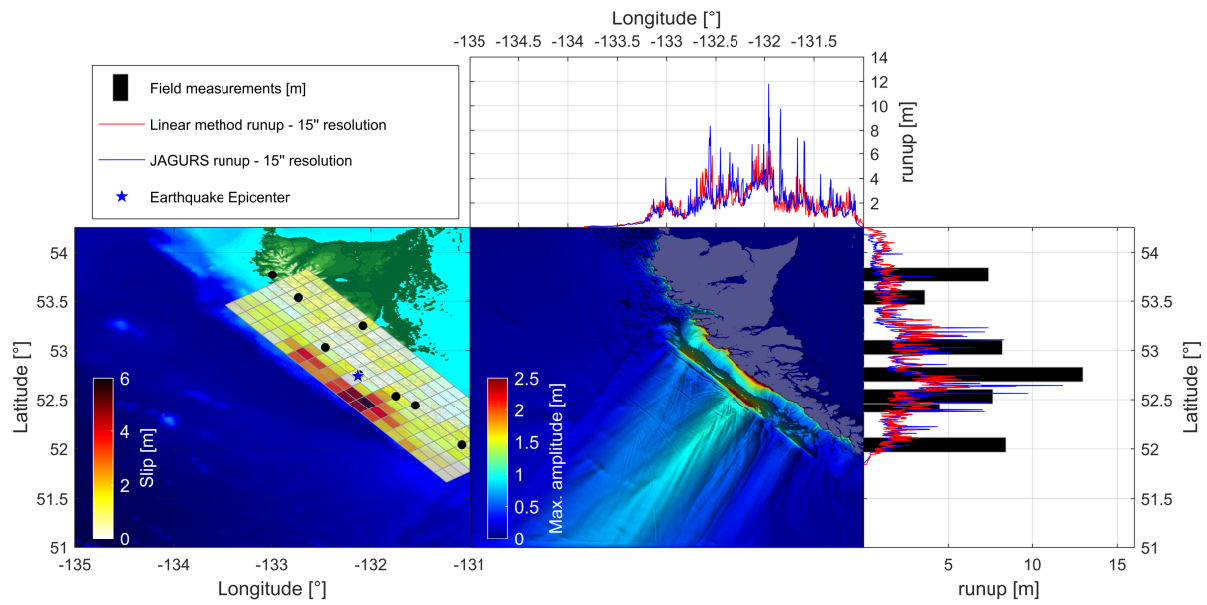 Longitude [°]
-135 -134.5 -134 -133.5 -133 -132.5 -132 -131.5
14
12
10
8
6
4
2
runup [m]
Field measurements [m]
Linear method runup - 15" resolution
JAGURS runup - 15" resolution
Earthquake Epicenter
54
53.5
53
52.5
52
51.5
51
Latitude [°]
6
4
2
0
Slip [m]
-135 -134 -133 -132 -131
Longitude [°]
2.5
2
1.5
1
0.5
0
Max. amplitude [m]
54
53.5
53
52.5
52
51.5
51
Latitude [°]
5 10 15
runup [m]